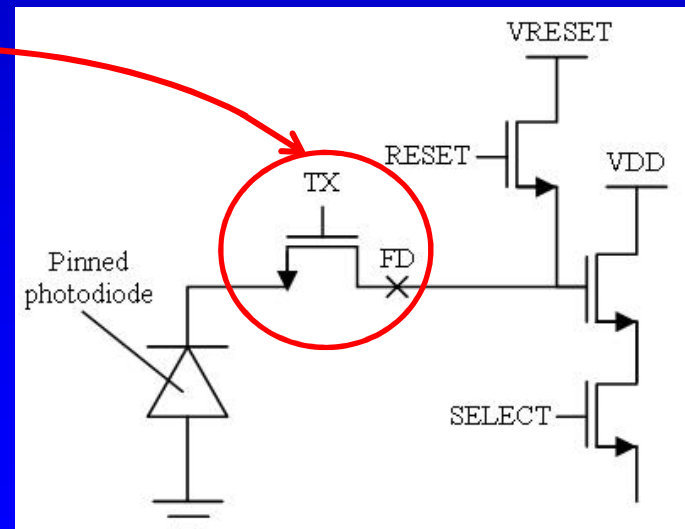 VRESET
RESET
VDD
TX
FD
Pinned
photodiode
SELECT